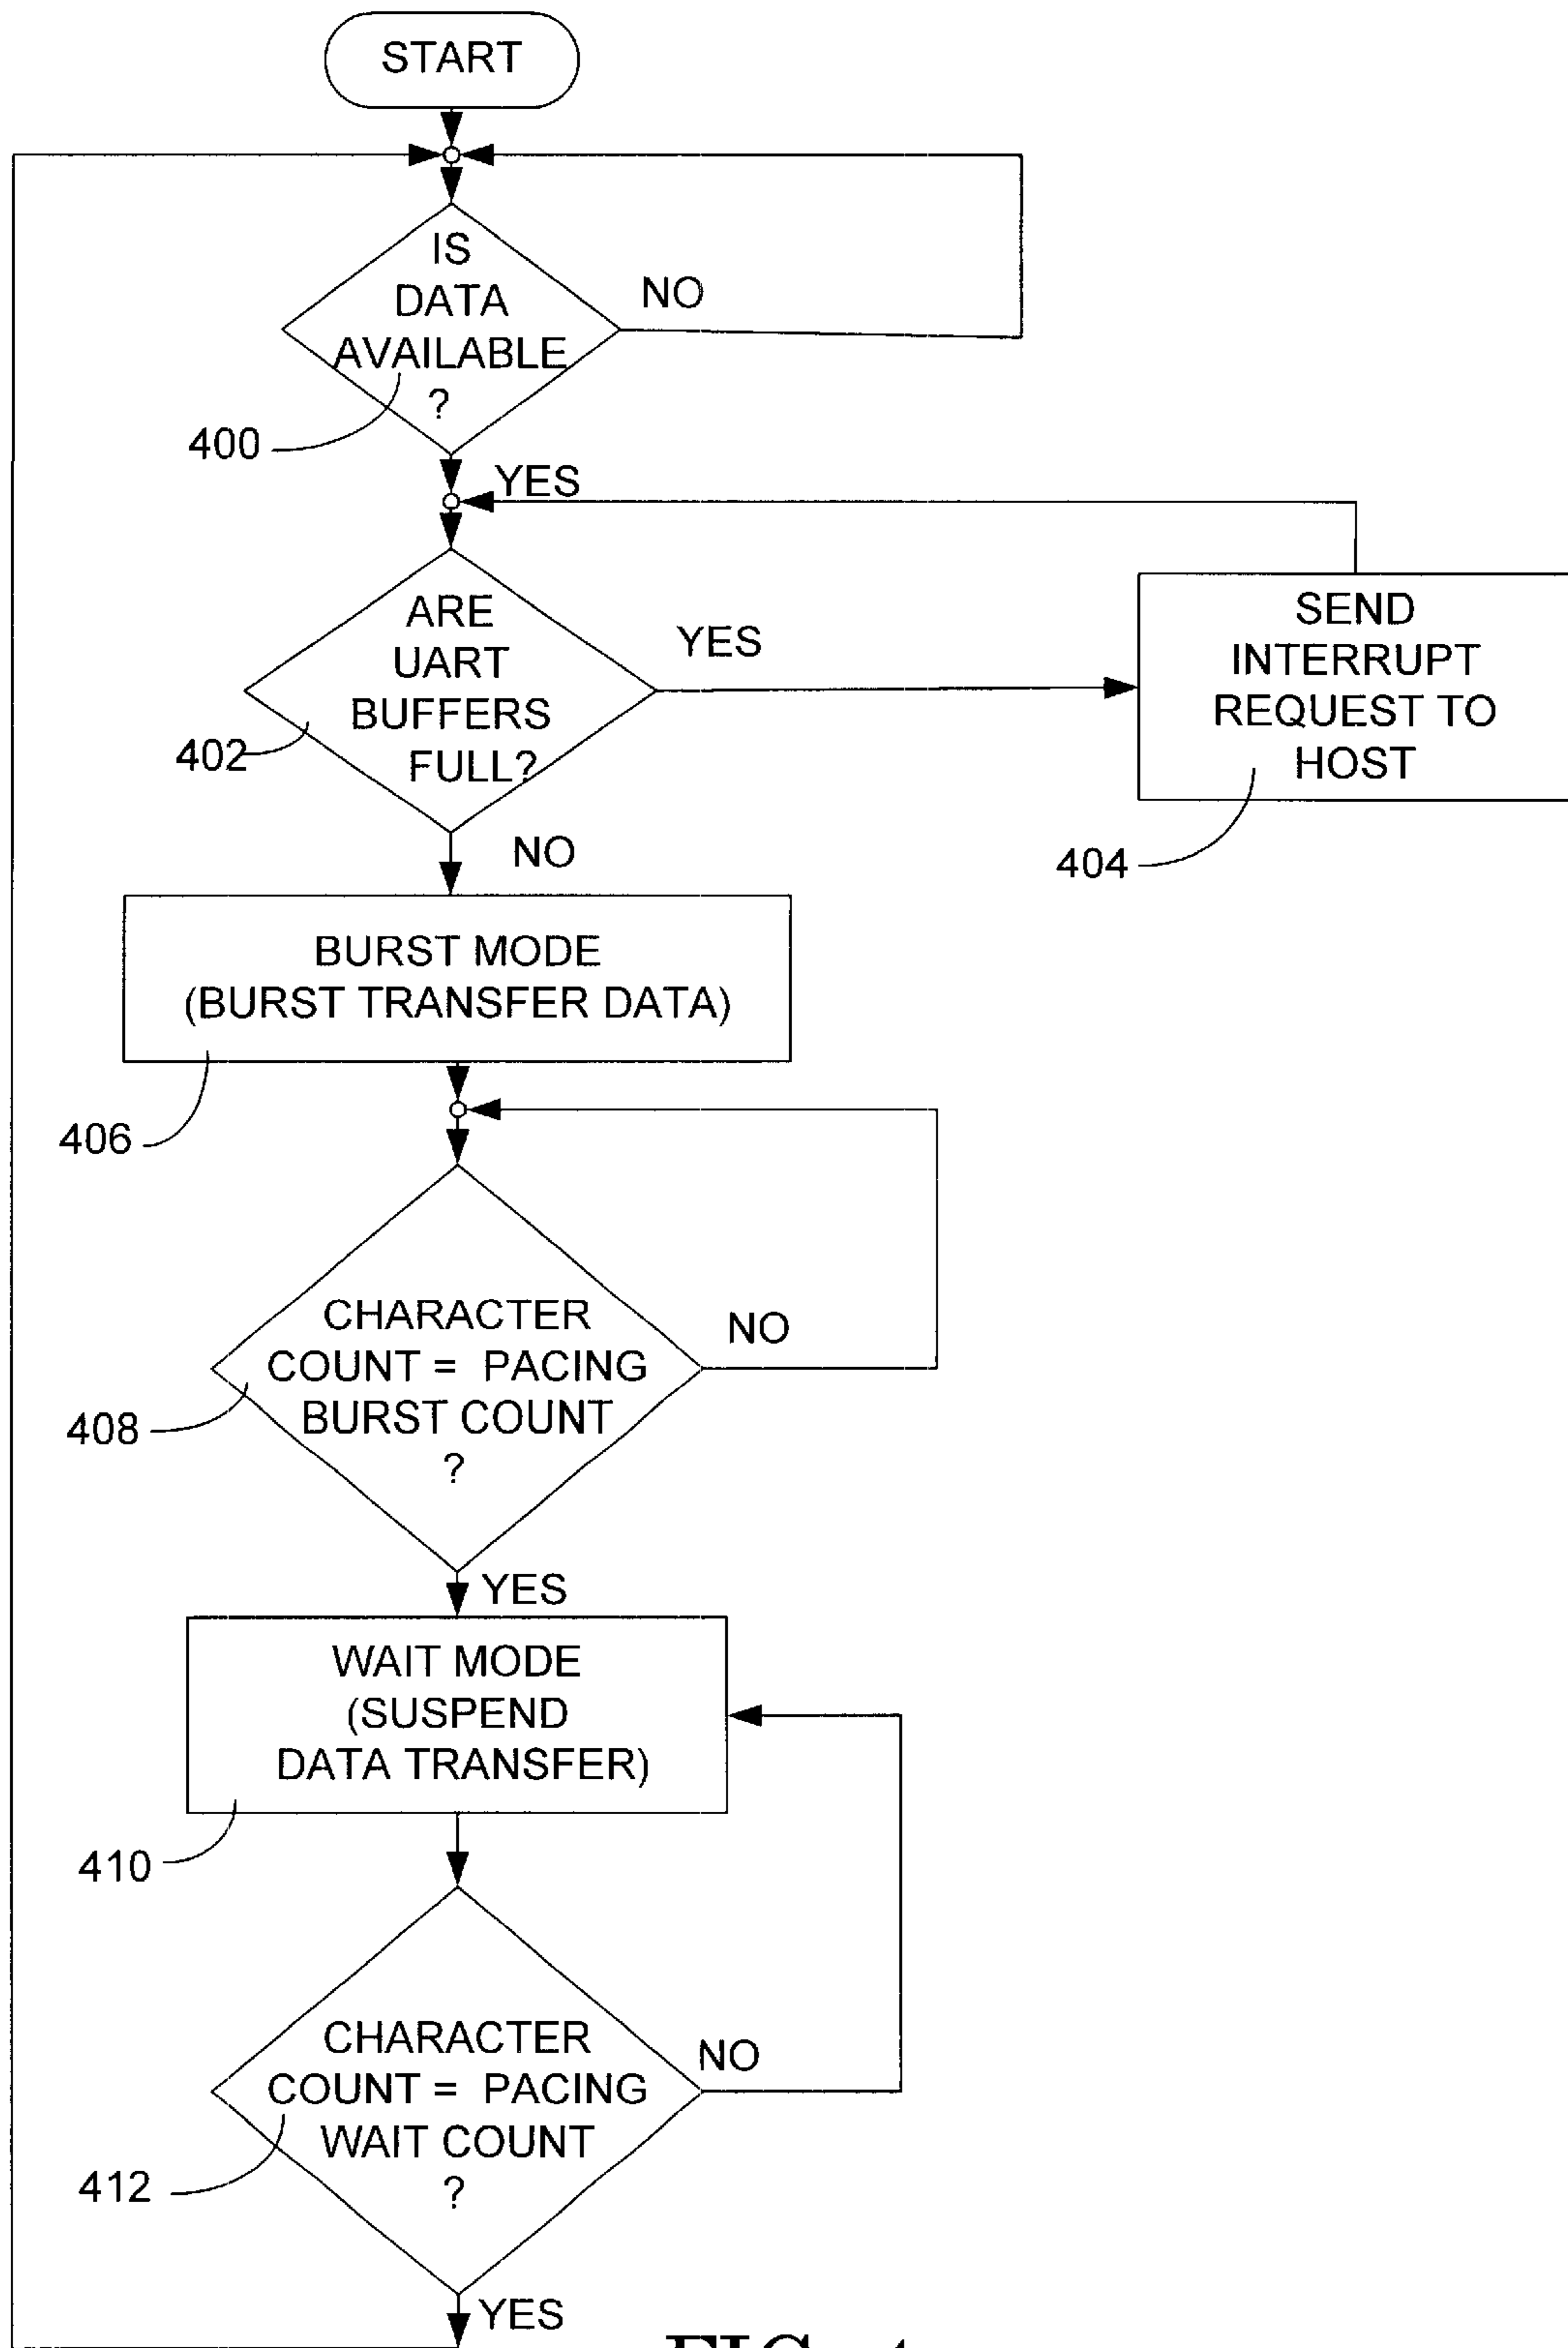 START
IS
DATA
AVAILABLE
?
NO
400
YES
ARE
UART
BUFFERS
FULL?
YES
402
SEND
INTERRUPT
REQUEST TO
HOST
404
NO
BURST MODE
(BURST TRANSFER DATA)
406
CHARACTER
COUNT = PACING
BURST COUNT
?
NO
408
YES
WAIT MODE
(SUSPEND
DATA TRANSFER)
410
CHARACTER
COUNT = PACING
WAIT COUNT
?
NO
412
YES